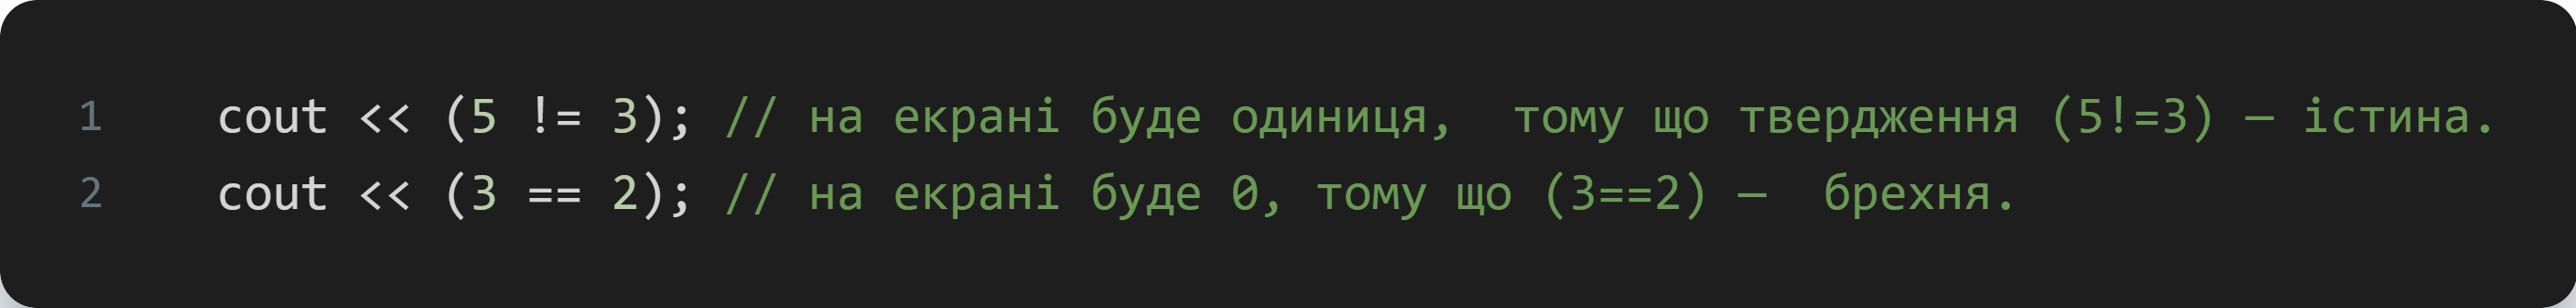 1 cout << (5 != 3); // на екрані буде одиниця,  тому що твердження (5!=3) — істина.
2 cout << (3 == 2); // на екрані буде 0, тому що (3==2) —  брехня.